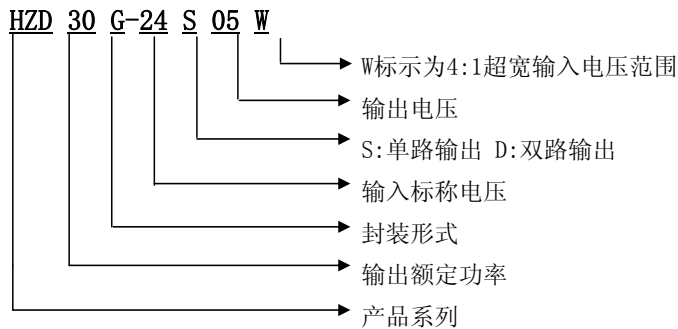 HZD 30 G-24 S 05 W
W标示为4:1超宽输入电压范围
输出电压
S:单路输出 D:双路输出
输入标称电压
封装形式
输出额定功率
产品系列